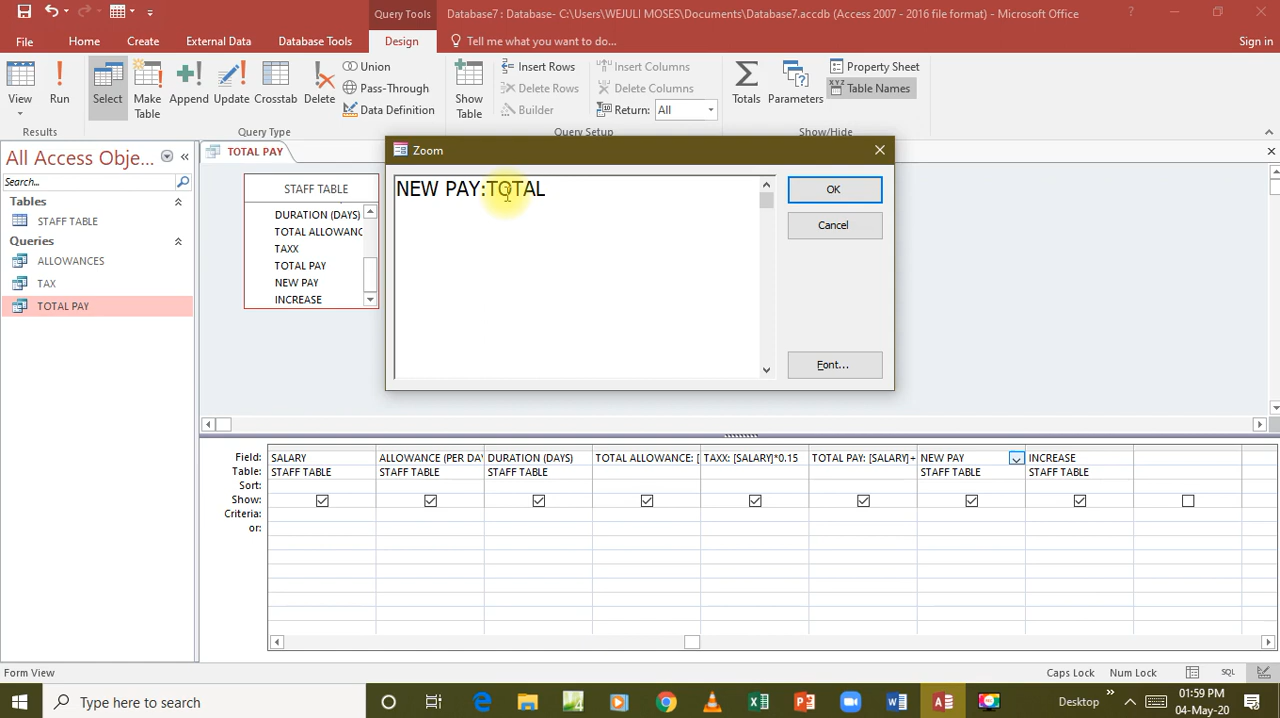 Query Tools
Database7 : Database- C:\Users\WEJULI MOSES\Documents\Database7.accdb (Access 2007 - 2016 file format) - Microsoft Office
File
Home
Create
External Data
Database Tools
Design
Tell me what you want to do...
Sign in
View
Run
Select
Make Table
Append
Update
Crosstab
Delete
Union
Pass-Through
Data Definition
Show Table
Insert Rows
Delete Rows
Builder
Insert Columns
Delete Columns
Return: All
Totals
Parameters
Property Sheet
Table Names
Results
Query Type
Query Setup
Show/Hide
All Access Obje...
Search...
Tables
STAFF TABLE
Queries
ALLOWANCES
TAX
TOTAL PAY
TOTAL PAY
STAFF TABLE
DURATION (DAYS)
TOTAL ALLOWANC
TAXX
TOTAL PAY
NEW PAY
INCREASE
Zoom
NEW PAY:TOTAL
OK
Cancel
Font...
Field: SALARY ALLOWANCE (PER DAY DURATION (DAYS) TOTAL ALLOWANCE: [ TAXX: [SALARY]*0.15 TOTAL PAY: [SALARY]+ NEW PAY INCREASE
Table: STAFF TABLE STAFF TABLE STAFF TABLE STAFF TABLE STAFF TABLE
Sort:
Show:
Criteria:
or:
Form View
Caps Lock
Num Lock
SQL
Type here to search
Desktop
01:59 PM
04-May-20